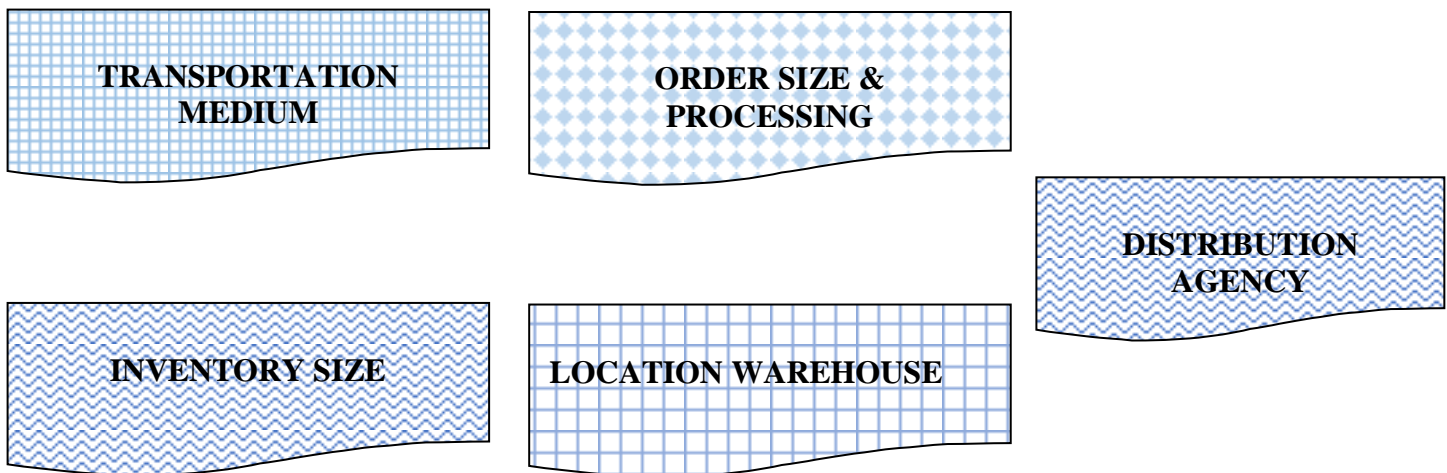 TRANSPORTATION
MEDIUM
ORDER SIZE &
PROCESSING
DISTRIBUTION
AGENCY
INVENTORY SIZE
LOCATION WAREHOUSE